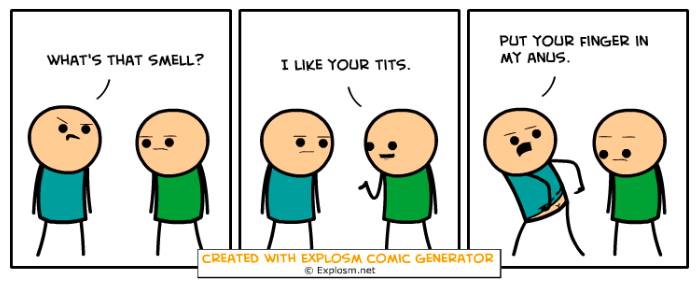 WHAT'S THAT SMELL?
I LIKE YOUR TITS.
PUT YOUR FINGER IN
MY ANUS.
CREATED WITH EXPLOSM COMIC GENERATOR
© Explosm.net